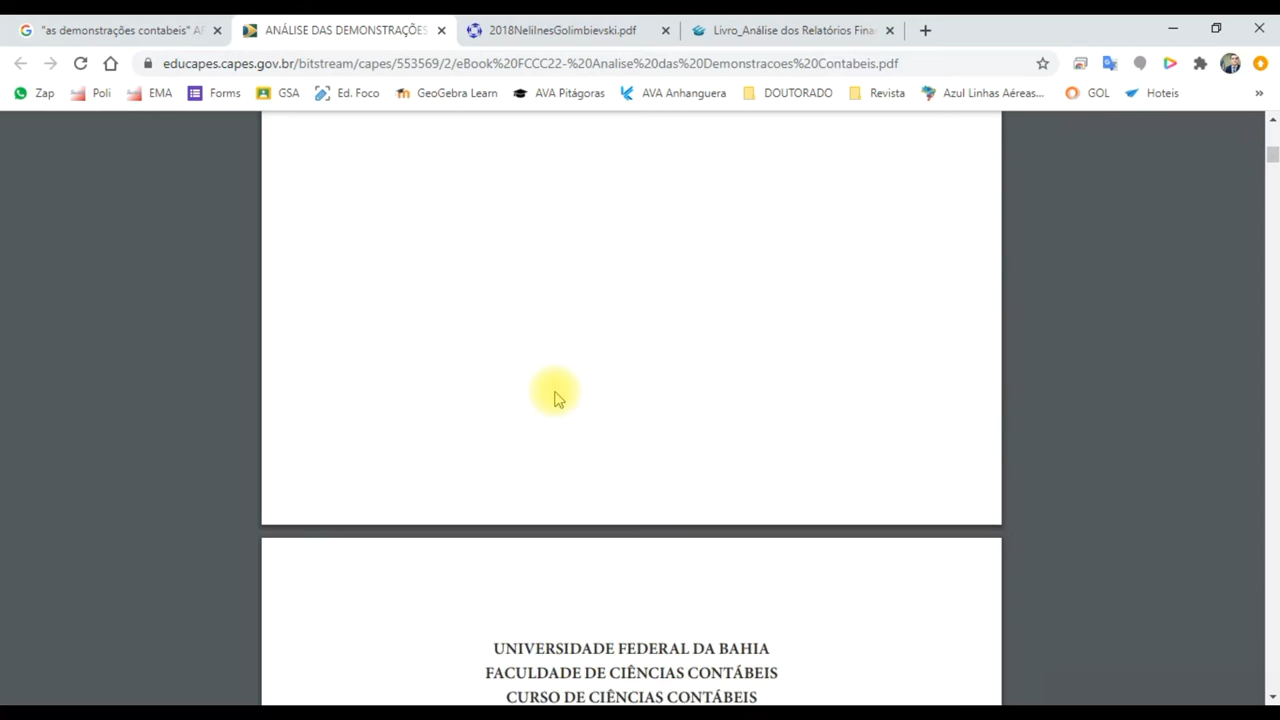 "as demonstrações contabeis" AF
ANÁLISE DAS DEMONSTRAÇÕES
2018NeliInesGolimbievski.pdf
Livro_Análise dos Relatórios Finan
educapes.capes.gov.br/bitstream/capes/553569/2/eBook%20FCCC22-%20Analise%20das%20Demonstracoes%20Contabeis.pdf
Zap
Poli
EMA
Forms
GSA
Ed. Foco
GeoGebra Learn
AVA Pitágoras
AVA Anhanguera
DOUTORADO
Revista
Azul Linhas Aéreas...
GOL
Hoteis
»
UNIVERSIDADE FEDERAL DA BAHIA
FACULDADE DE CIÊNCIAS CONTÁBEIS
CURSO DE CIÊNCIAS CONTÁBEIS